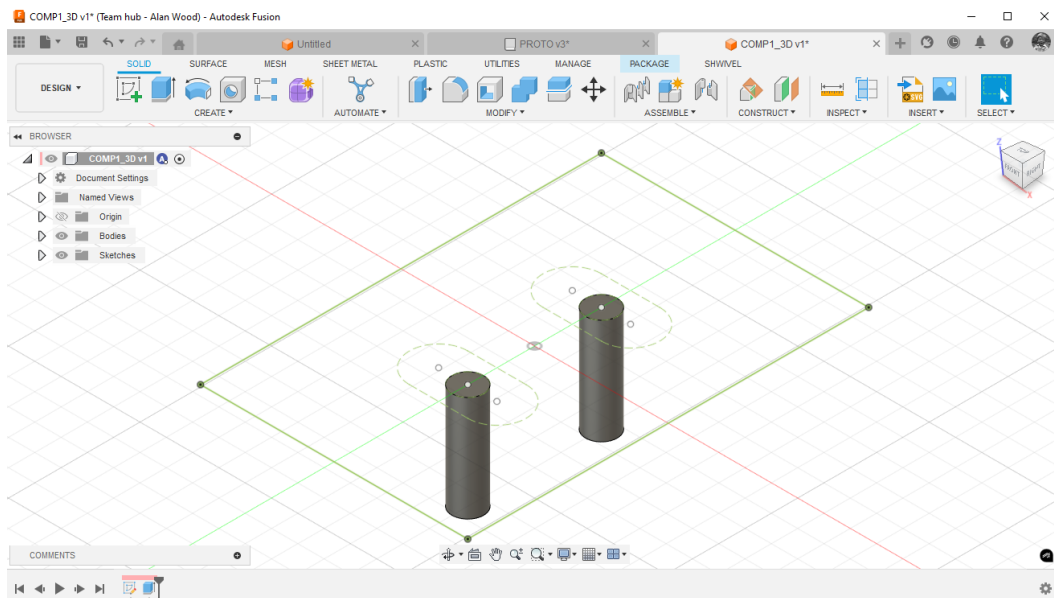 COMP1_3D v1* (Team hub - Alan Wood) - Autodesk Fusion
Untitled
PROTO v3*
COMP1_3D v1*
SOLID SURFACE MESH SHEET METAL PLASTIC UTILITIES MANAGE PACKAGE SHWIVEL
DESIGN
SVG
CREATE AUTOMATE MODIFY ASSEMBLE CONSTRUCT INSPECT INSERT SELECT
BROWSER
COMP1_3D v1 A
Document Settings
Named Views
Origin
Bodies
Sketches
Z
TOP
FRONT RIGHT
X
COMMENTS